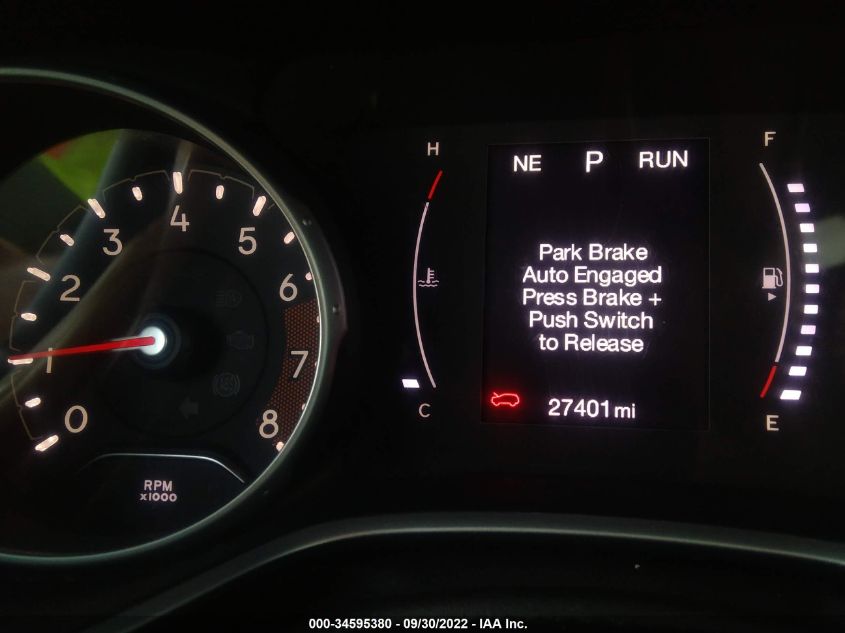 H
F
NE P RUN
4
3
5
Park Brake
Auto Engaged
2
6
Press Brake +
Push Switch
to Release
1
7
0
8
C
27401 mi
E
RPM
x1000
000-34595380 - 09/30/2022 - IAA Inc.